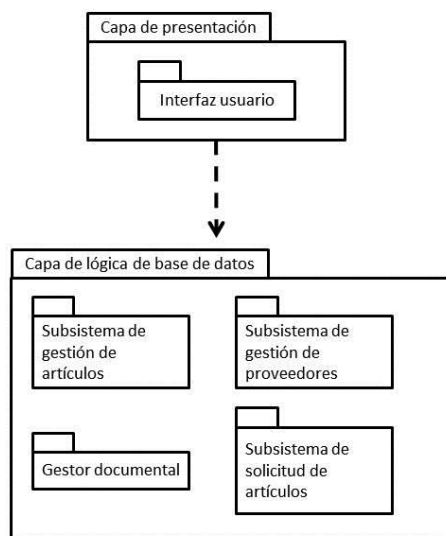 Capa de presentación
Interfaz usuario
Capa de lógica de base de datos
Subsistema de
gestión de
artículos
Subsistema de
gestión de
proveedores
Gestor documental
Subsistema de
solicitud de
artículos